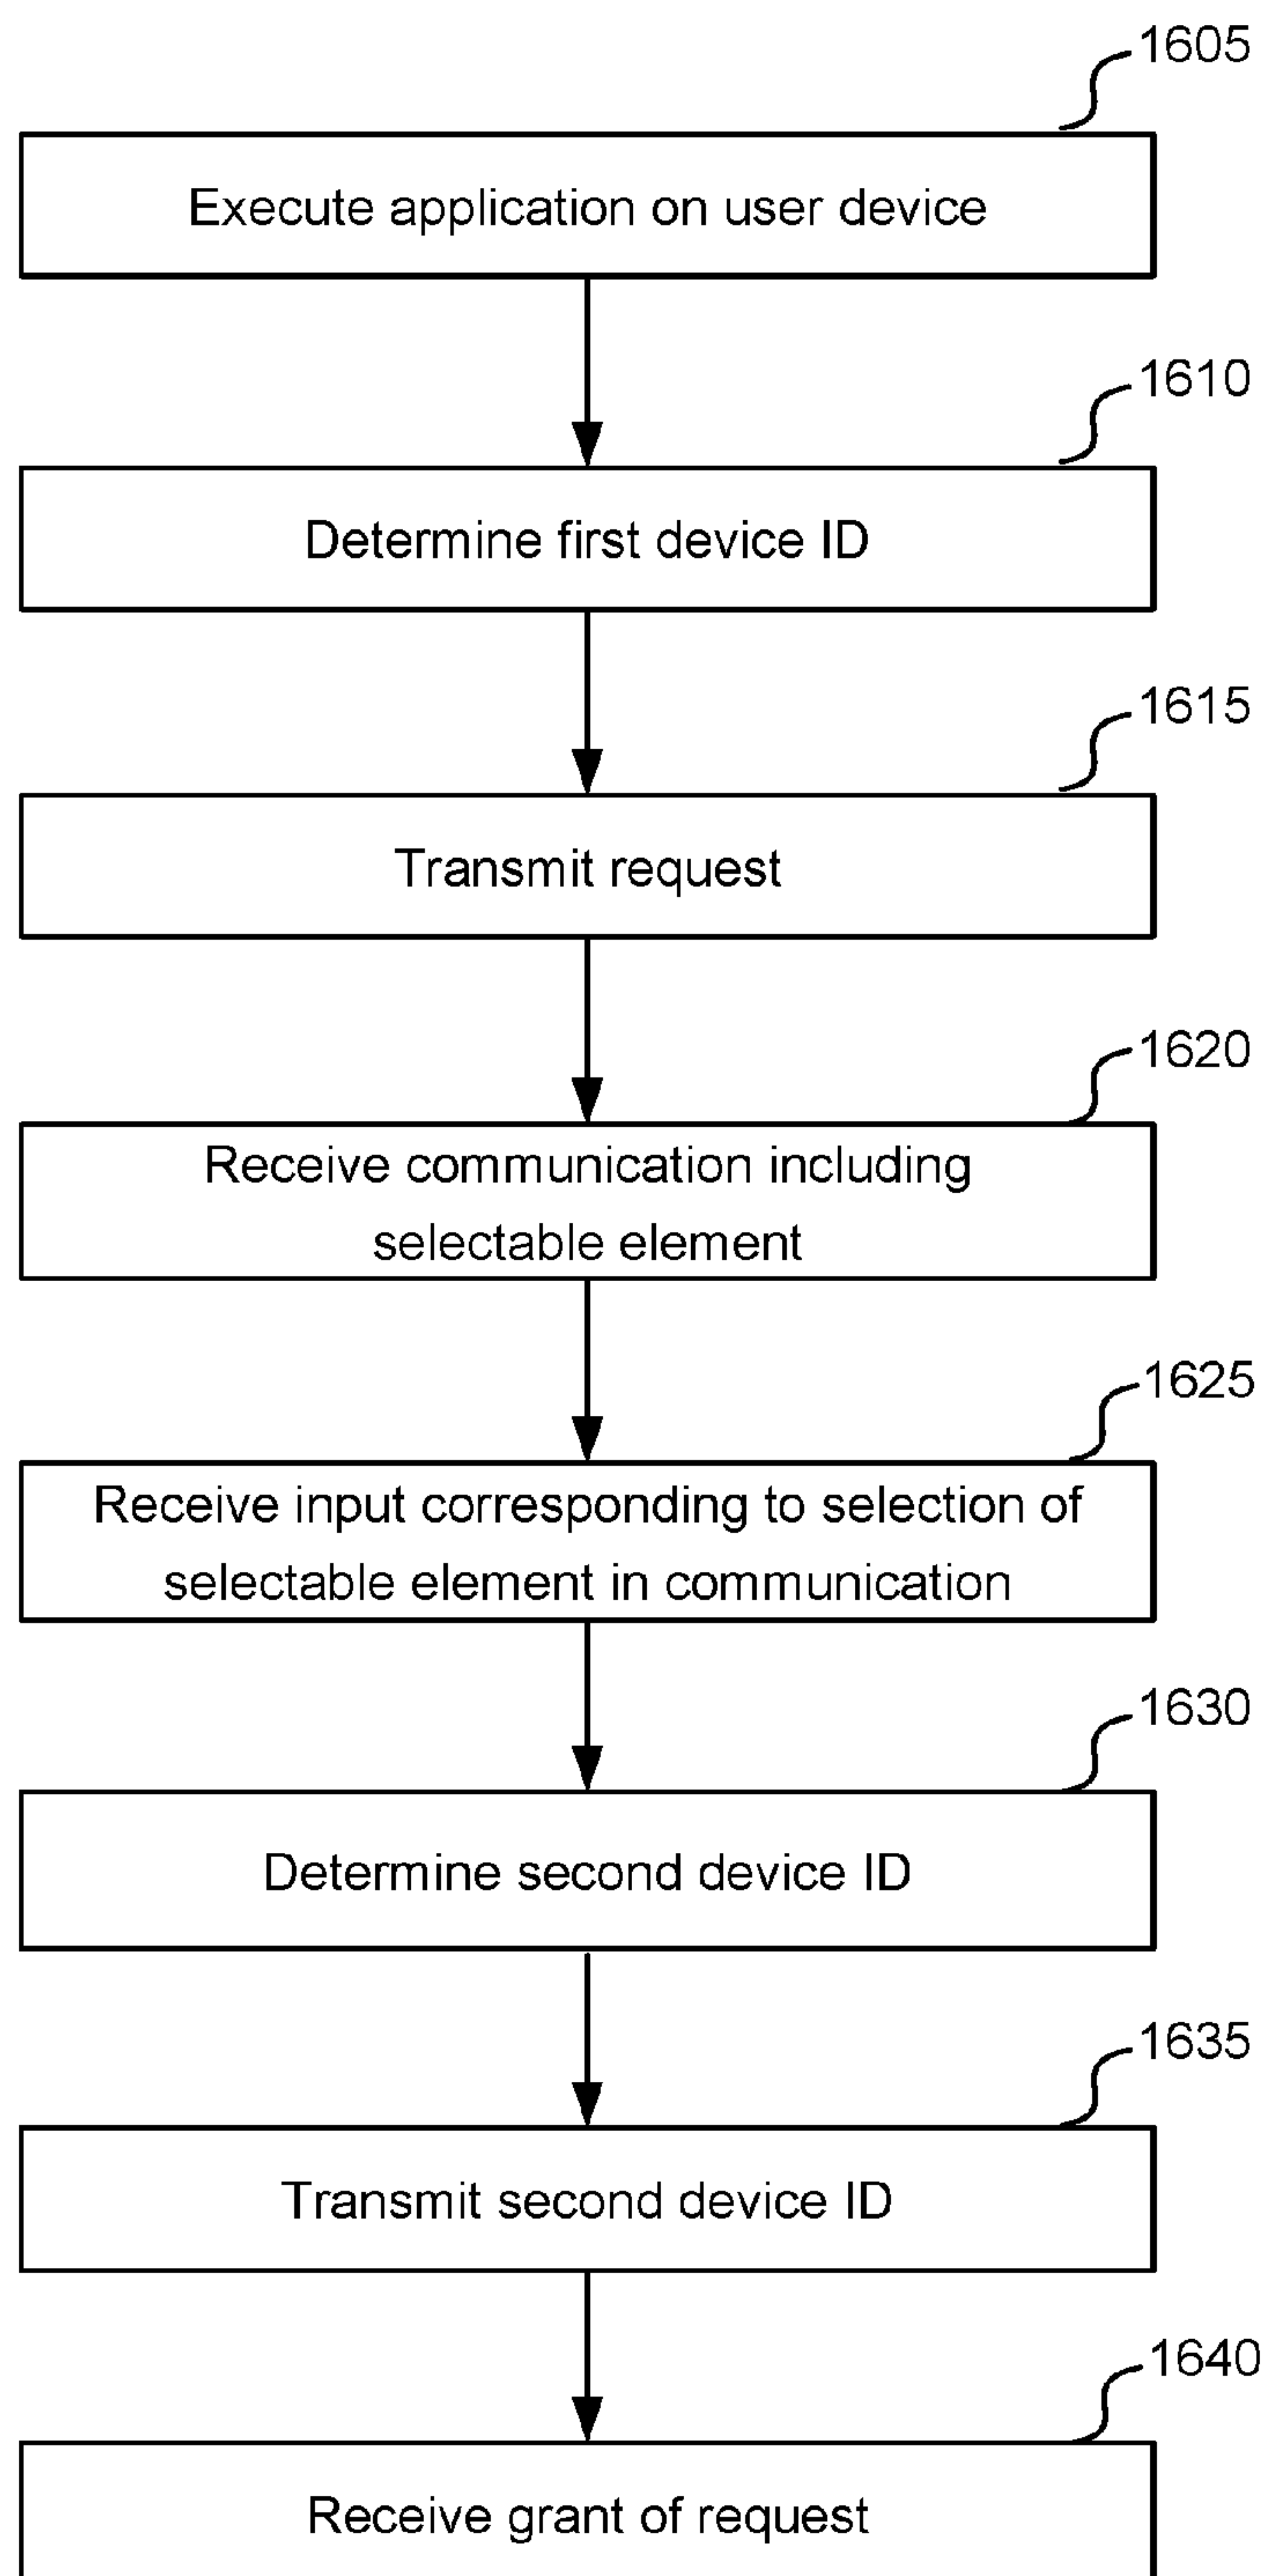 1605
Execute application on user device
1610
Determine first device ID
1615
Transmit request
1620
Receive communication including
selectable element
1625
Receive input corresponding to selection of
selectable element in communication
1630
Determine second device ID
1635
Transmit second device ID
1640
Receive grant of request